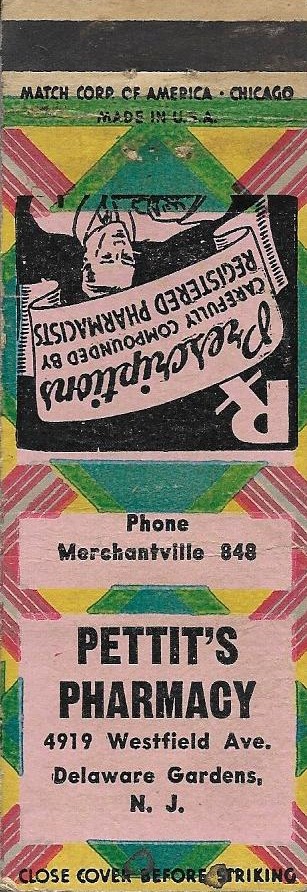 MATCH CORP. OF AMERICA · CHICAGO
MADE IN U.S.A.
Rx
Prescriptions
CAREFULLY COMPOUNDED BY
REGISTERED PHARMACISTS
Phone
Merchantville 848
PETTIT'S
PHARMACY
4919 Westfield Ave.
Delaware Gardens,
N. J.
CLOSE COVER BEFORE STRIKING